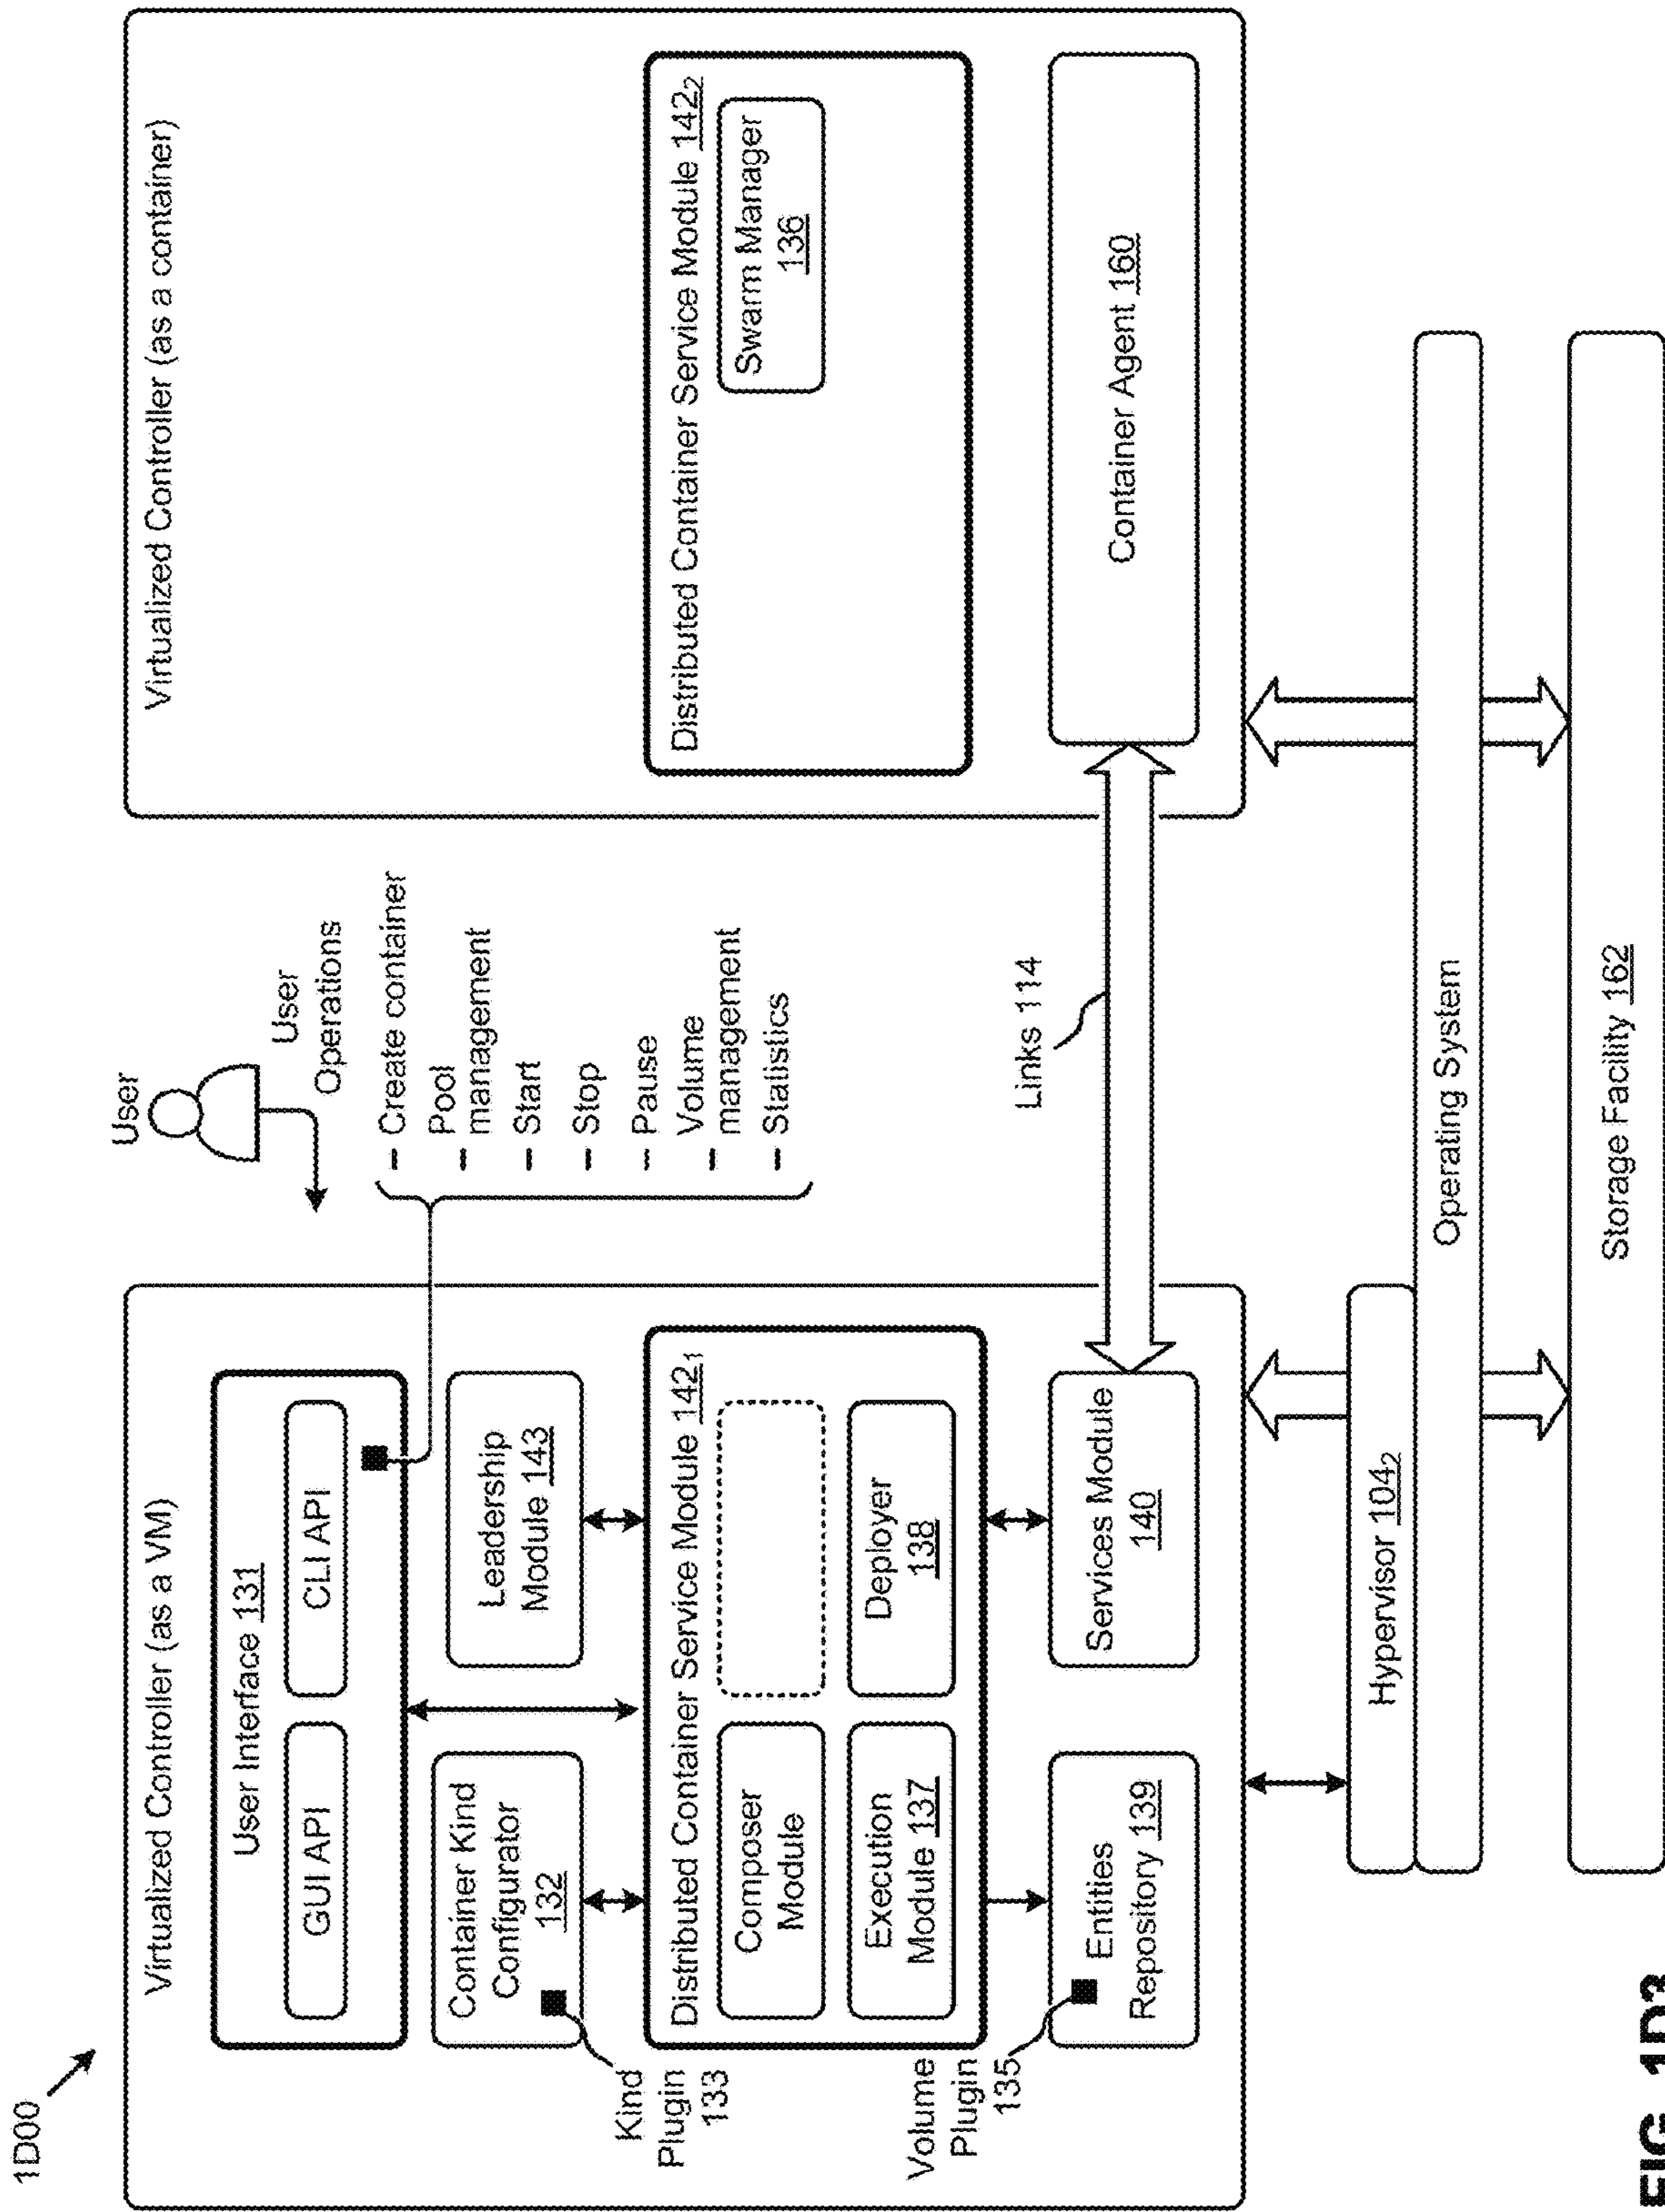 1D00
Virtualized Controller (as a VM)
User Interface 131
GUI API
CLI API
Container Kind
Configurator
132
Leadership
Module 143
Kind
Plugin
133
Distributed Container Service Module 142₁
Composer
Module
Execution
Module 137
Deployer
138
Volume
Plugin
135
Entities
Repository 139
Services Module
140
User
User
Operations
– Create container
– Pool
management
– Start
– Stop
– Pause
– Volume
management
– Statistics
Links 114
Virtualized Controller (as a container)
Distributed Container Service Module 142₂
Swarm Manager
136
Container Agent 160
Hypervisor 104₂
Operating System
Storage Facility 162
FIG. 1D3